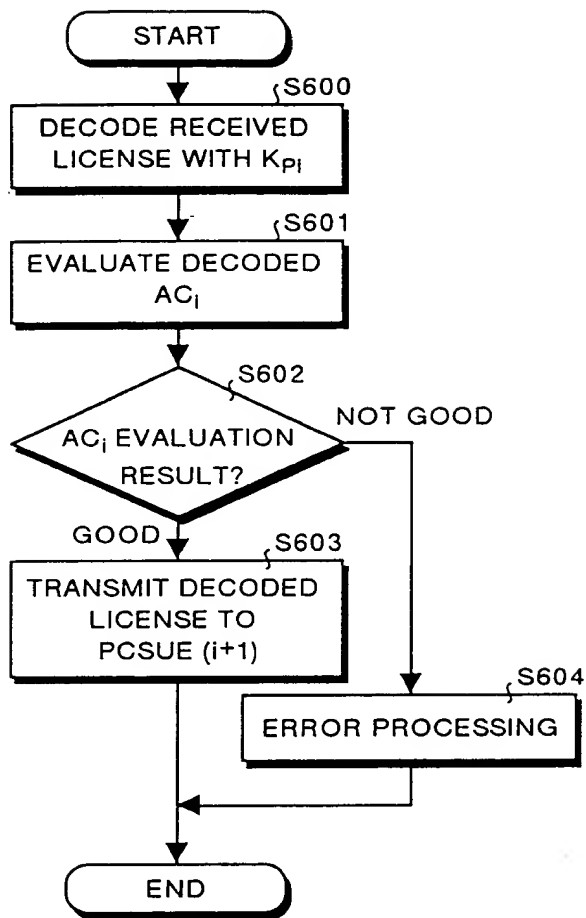 START
S600
DECODE RECEIVED
LICENSE WITH KPI
S601
EVALUATE DECODED
ACi
S602
ACi EVALUATION
RESULT?
NOT GOOD
GOOD
S603
TRANSMIT DECODED
LICENSE TO
PCSUE (i+1)
S604
ERROR PROCESSING
END